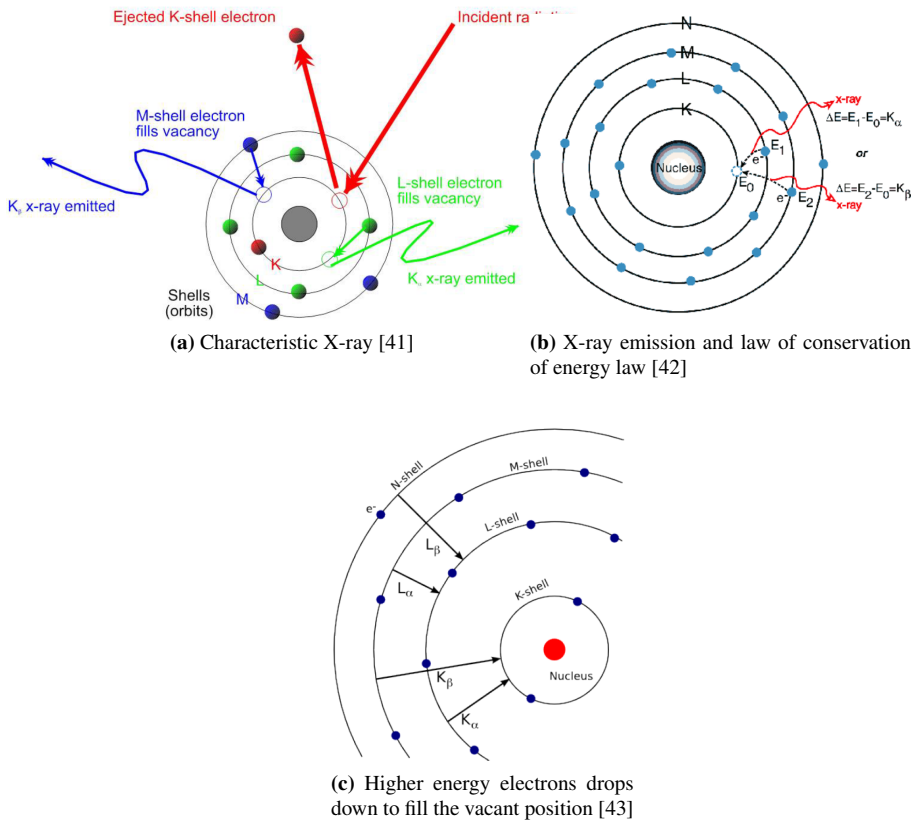 Ejected K-shell electron
Incident
M-shell electron
fills vacancy
L-shell electron
fills vacancy
K x-ray emitted
K
L
M
Shells
(orbits)
K x-ray emitted
(a) Characteristic X-ray [41]
N
M
L
K
Nucleus
x-ray
ΔE=E₁-E₀=Kα
or
ΔE=E₂-E₀=Kβ
x-ray
E₁
e-
E₀
e-
E₂
(b) X-ray emission and law of conservation
of energy law [42]
N-shell
M-shell
L-shell
K-shell
e-
Lβ
Lα
Kβ
Kα
Nucleus
(c) Higher energy electrons drops
down to fill the vacant position [43]